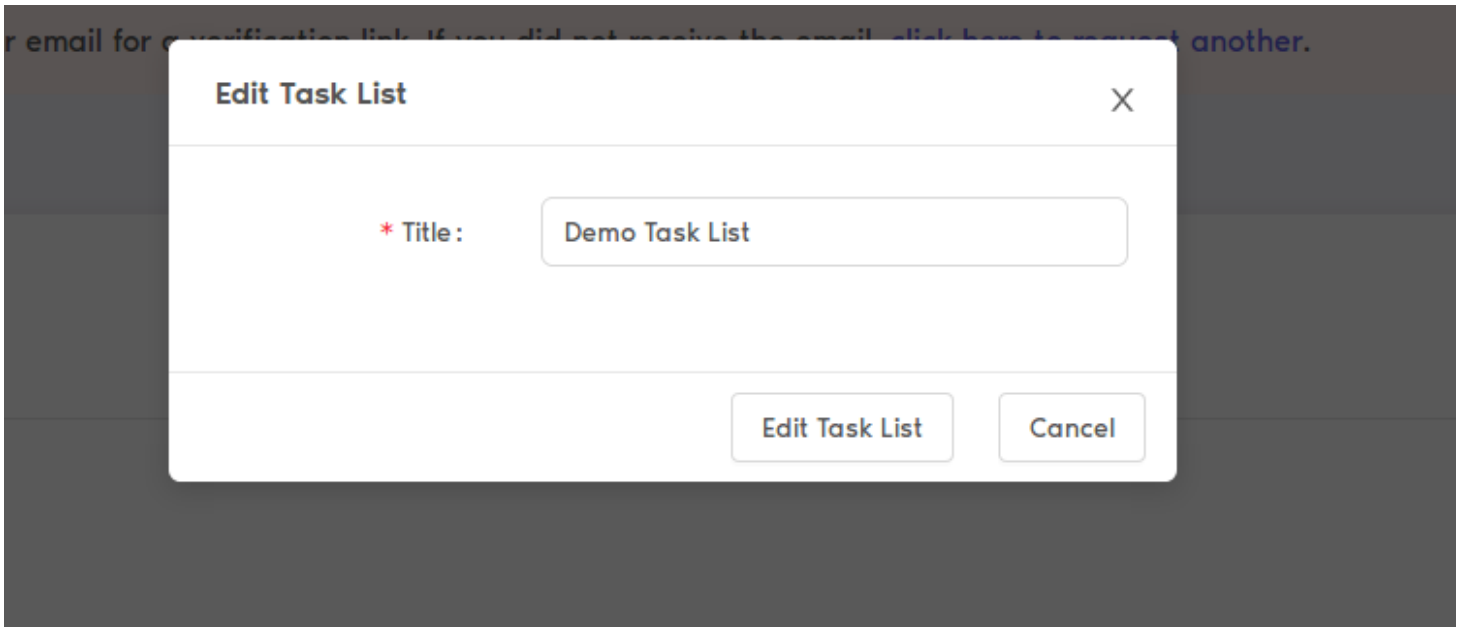 r email for a verification link. If you did not receive the email, click here to request another.
Edit Task List
X
* Title :
Demo Task List
Edit Task List
Cancel